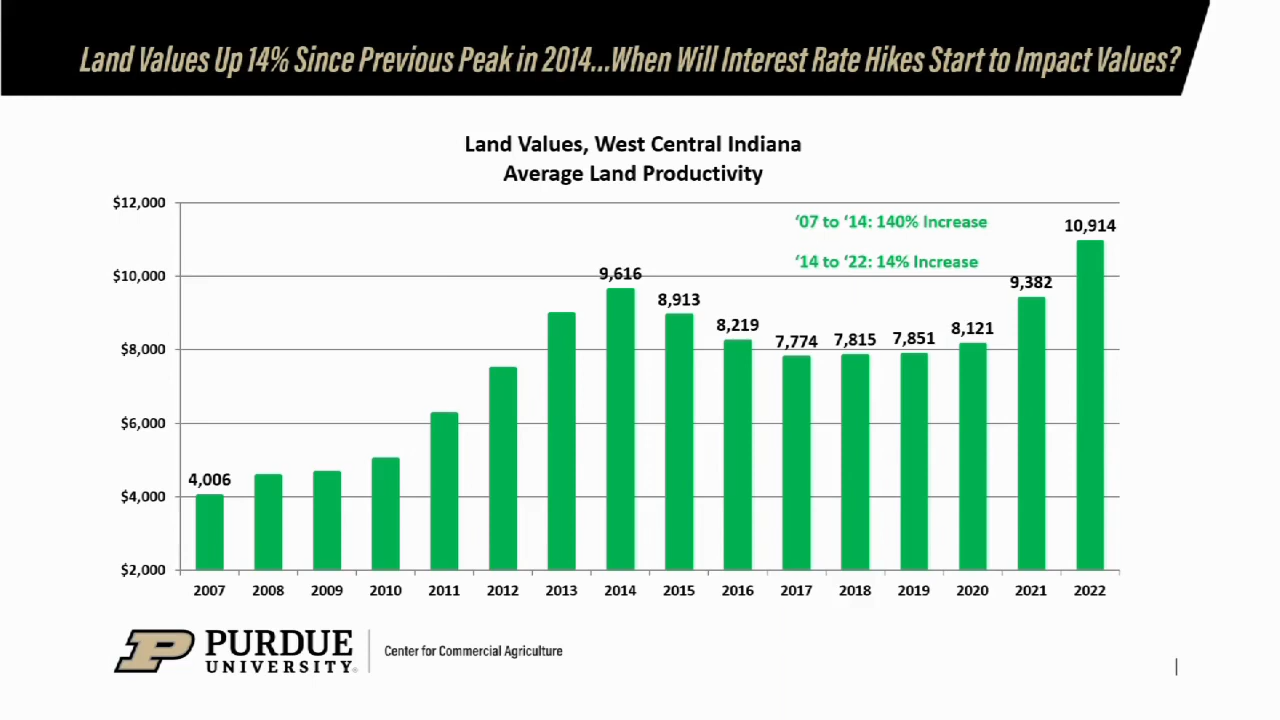 Land Values Up 14% Since Previous Peak in 2014...When Will Interest Rate Hikes Start to Impact Values?
Land Values, West Central Indiana
Average Land Productivity
$12,000
$10,000
$8,000
$6,000
$4,000
$2,000
‘07 to ‘14: 140% Increase
‘14 to ‘22: 14% Increase
4,006
9,616
8,913
8,219
7,774
7,815
7,851
8,121
9,382
10,914
2007 2008 2009 2010 2011 2012 2013 2014 2015 2016 2017 2018 2019 2020 2021 2022
P PURDUE
UNIVERSITY®
Center for Commercial Agriculture